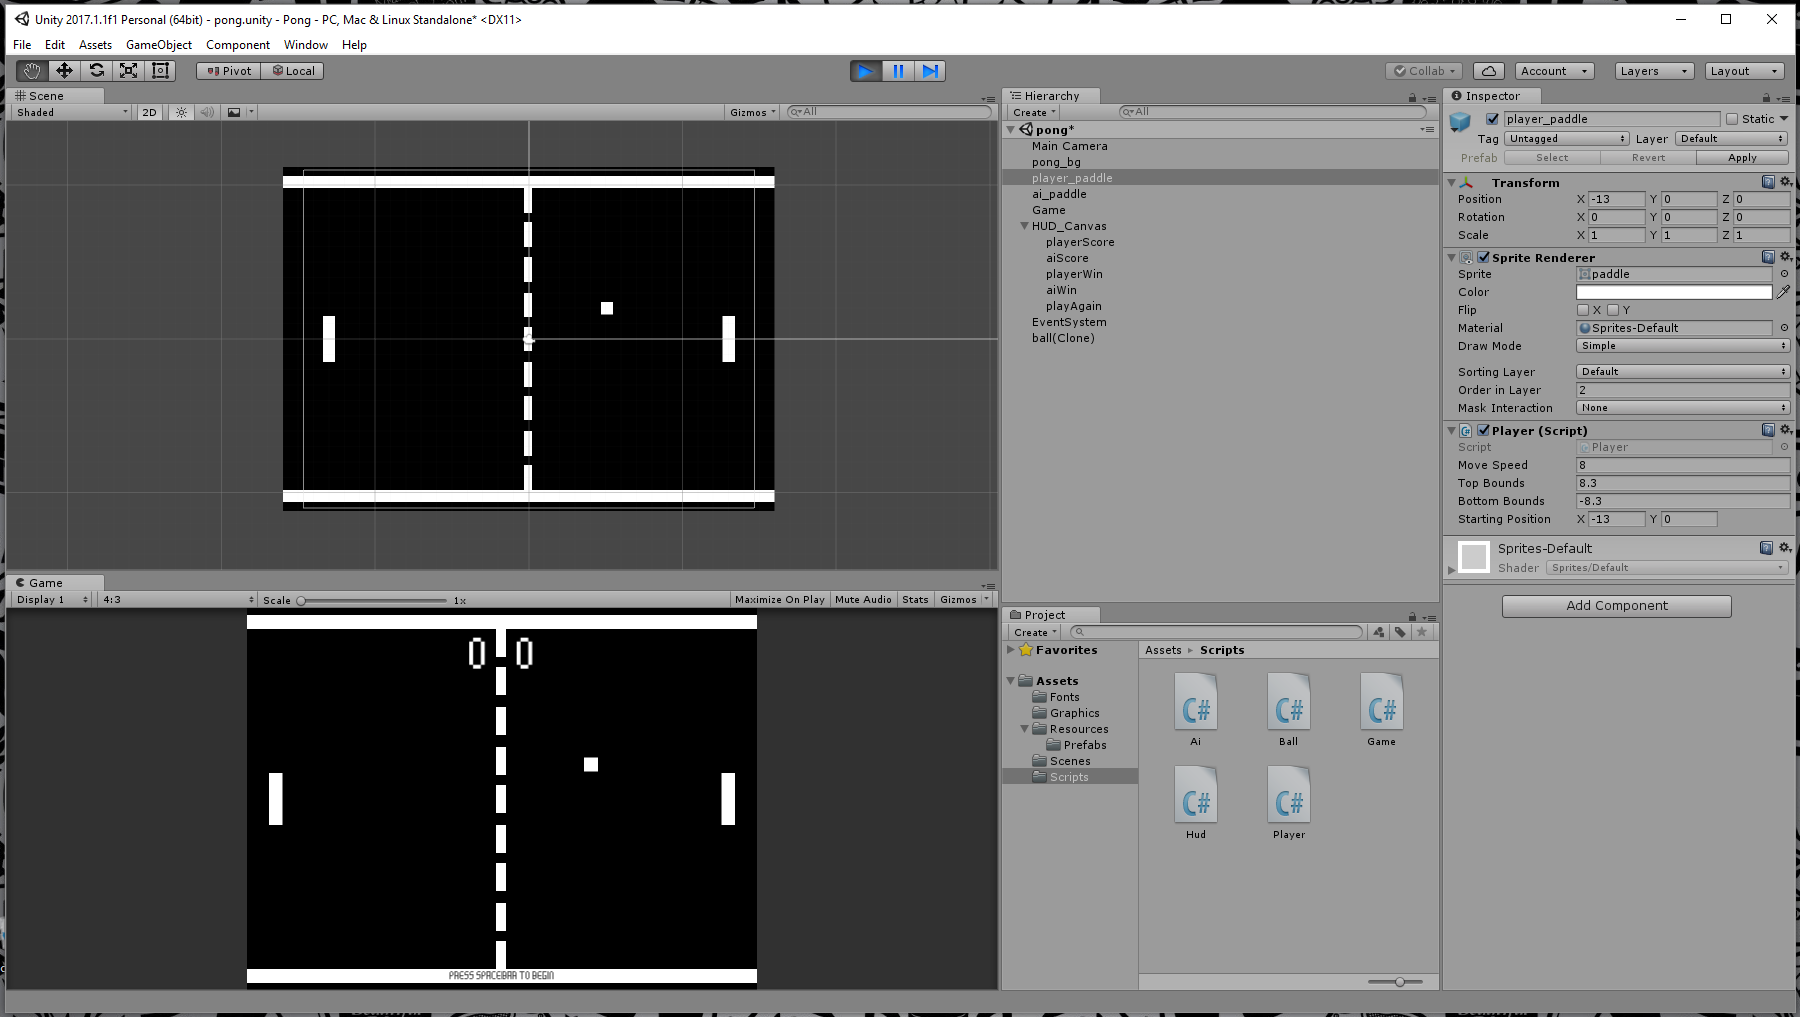 Unity 2017.1.1f1 Personal (64bit) - pong.unity - Pong - PC, Mac & Linux Standalone* <DX11>
File Edit Assets GameObject Component Window Help
Pivot Local Collab Account Layers Layout
Scene
Shaded 2D Gizmos All
Hierarchy
Create All
pong*
Main Camera
pong_bg
player_paddle
ai_paddle
Game
HUD_Canvas
playerScore
aiScore
playerWin
aiWin
playAgain
EventSystem
ball(Clone)
Inspector
player_paddle Static
Tag Untagged Layer Default
Prefab Select Revert Apply
Transform
Position X -13 Y 0 Z 0
Rotation X 0 Y 0 Z 0
Scale X 1 Y 1 Z 1
Sprite Renderer
Sprite paddle
Color
Flip X Y
Material Sprites-Default
Draw Mode Simple
Sorting Layer Default
Order in Layer 2
Mask Interaction None
Player (Script)
Script Player
Move Speed 8
Top Bounds 8.3
Bottom Bounds -8.3
Starting Position X -13 Y 0
Sprites-Default
Shader Sprites/Default
Add Component
Game
Display 1 4:3 Scale 1x Maximize On Play Mute Audio Stats Gizmos
0 0
PRESS SPACEBAR TO BEGIN
Project
Create
Favorites
Assets
Fonts
Graphics
Resources
Prefabs
Scenes
Scripts
Assets Scripts
C# C# C#
Ai Ball Game
C# C#
Hud Player